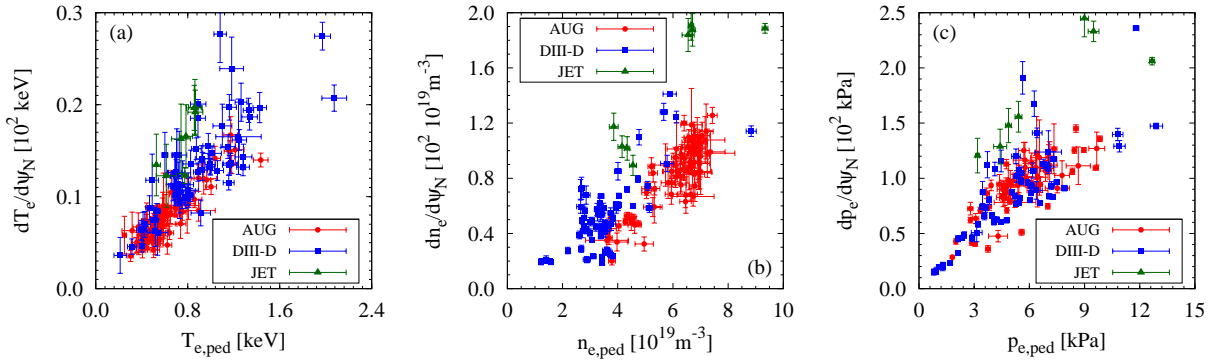 (a)
dT_e/dψ_N [10^2 keV]
0.3
0.2
0.1
0.0
AUG
DIII-D
JET
0.0 0.8 1.6 2.4
T_e,ped [keV]
AUG
DIII-D
JET
dn_e/dψ_N [10^2 10^19m^-3]
2.0
1.6
1.2
0.8
0.4
0.0
(b)
0 2 4 6 8 10
n_e,ped [10^19m^-3]
(c)
dp_e/dψ_N [10^2 kPa]
2.5
2.0
1.5
1.0
0.5
0.0
AUG
DIII-D
JET
0 3 6 9 12 15
p_e,ped [kPa]